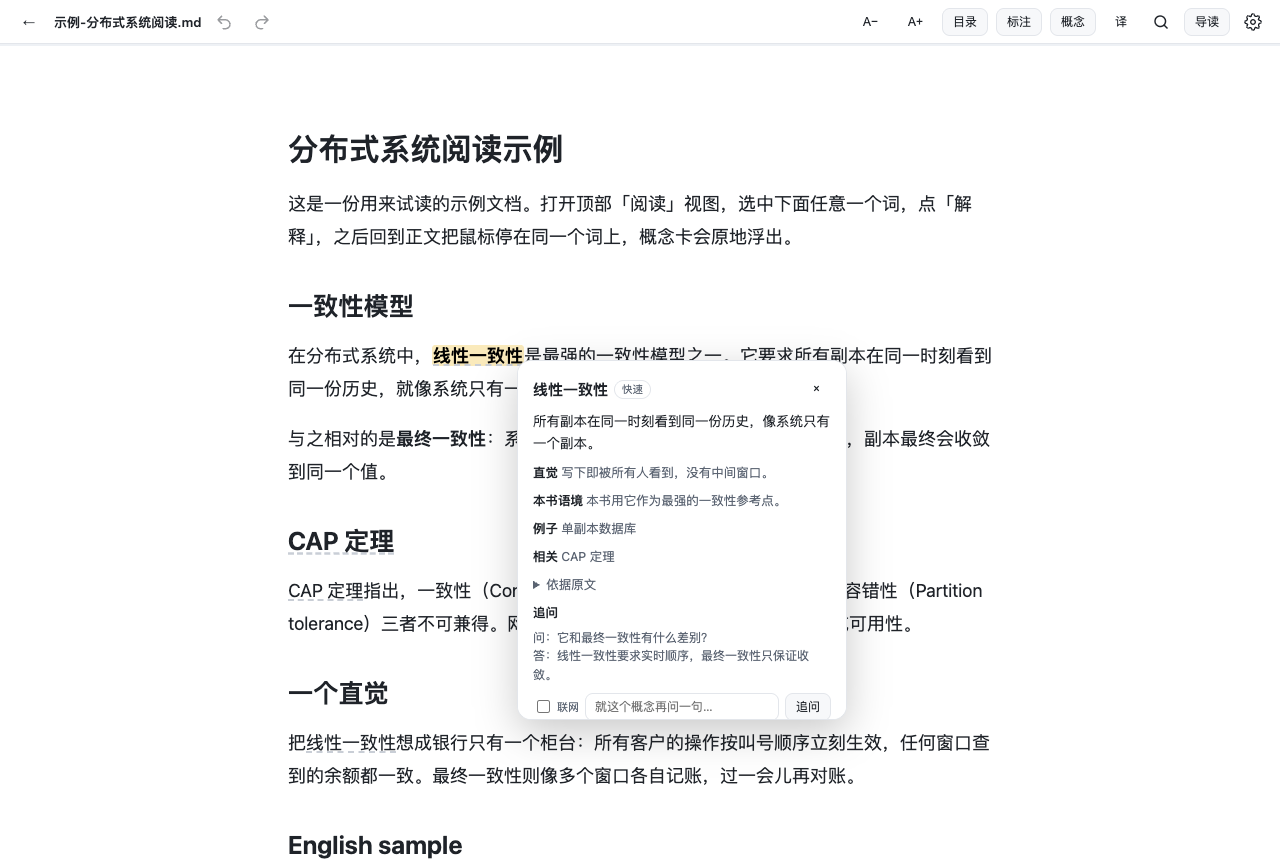 ← 示例-分布式系统阅读.md A− A+ 目录 标注 概念 译 导读
分布式系统阅读示例
这是一份用来试读的示例文档。打开顶部「阅读」视图，选中下面任意一个词，点「解
释」，之后回到正文把鼠标停在同一个词上，概念卡会原地浮出。
一致性模型
在分布式系统中，线性一致性是最强的一致性模型之一。它要求所有副本在同一时刻看到
同一份历史，就像系统只有一
与之相对的是最终一致性：系
，副本最终会收敛
到同一个值。
线性一致性 快速 ×
所有副本在同一时刻看到同一份历史，像系统只有
一个副本。
直觉 写下即被所有人看到，没有中间窗口。
本书语境 本书用它作为最强的一致性参考点。
例子 单副本数据库
相关 CAP 定理
依据原文
追问
问：它和最终一致性有什么差别?
答：线性一致性要求实时顺序，最终一致性只保证收
敛。
联网 就这个概念再问一句... 追问
CAP 定理
CAP 定理指出，一致性（Con
容错性（Partition
tolerance）三者不可兼得。
可用性。
一个直觉
把线性一致性想成银行只有一个柜台：所有客户的操作按叫号顺序立刻生效，任何窗口查
到的余额都一致。最终一致性则像多个窗口各自记账，过一会儿再对账。
English sample